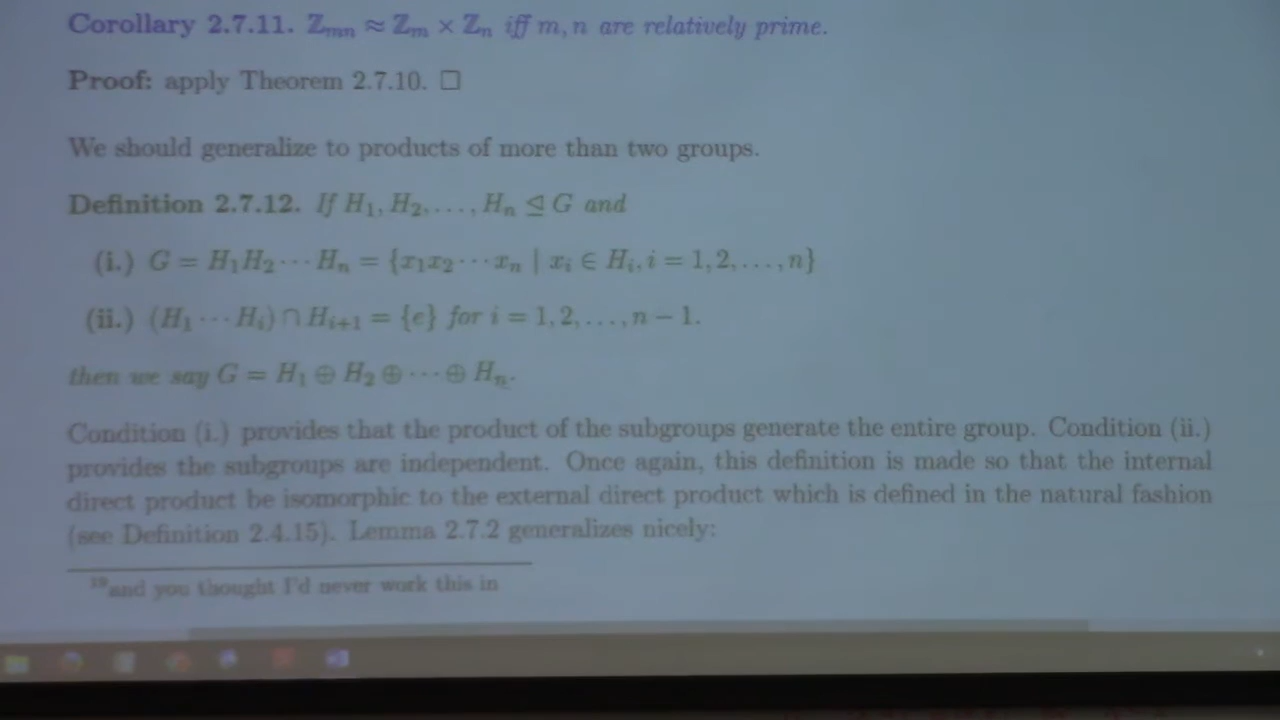 Corollary 2.7.11. ℤmn ≈ ℤm × ℤn iff m, n are relatively prime.
Proof: apply Theorem 2.7.10. □
We should generalize to products of more than two groups.
Definition 2.7.12. If H₁, H₂, . . . , Hₙ ⊴ G and
(i.) G = H₁H₂ ⋯ Hₙ = {x₁x₂ ⋯ xₙ | xᵢ ∈ Hᵢ, i = 1, 2, . . . , n}
(ii.) (H₁ ⋯ Hᵢ) ∩ Hᵢ₊₁ = {e} for i = 1, 2, . . . , n − 1.
then we say G = H₁ ⊕ H₂ ⊕ ⋯ ⊕ Hₙ.
Condition (i.) provides that the product of the subgroups generate the entire group. Condition (ii.)
provides the subgroups are independent. Once again, this definition is made so that the internal
direct product be isomorphic to the external direct product which is defined in the natural fashion
(see Definition 2.4.15). Lemma 2.7.2 generalizes nicely:
and you thought I'd never work this in